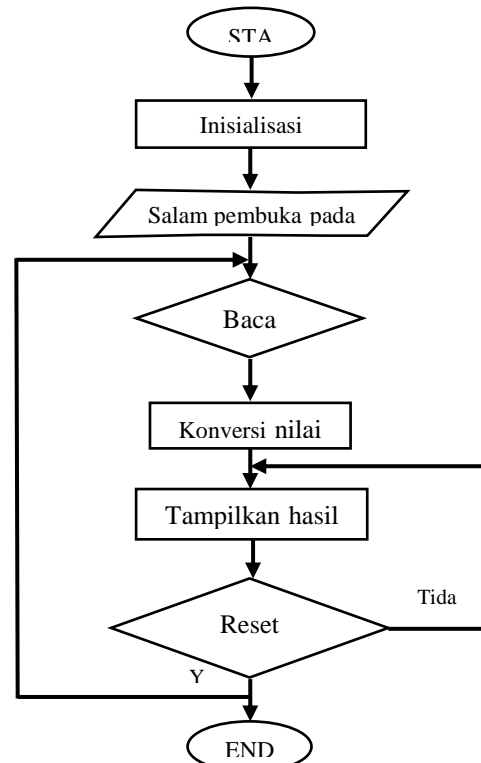 STA
Inisialisasi
Salam pembuka pada
Baca
Konversi nilai
Tampilkan hasil
Reset
Tida
Y
END